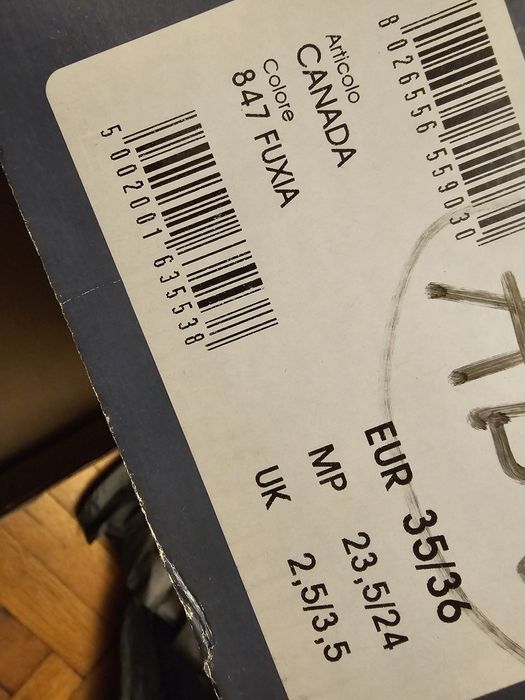 Articolo
CANADA
Colore
847 FUXIA
8 026556 559030
5 002001 635538
EUR 35/36
MP 23,5/24
UK 2,5/3,5